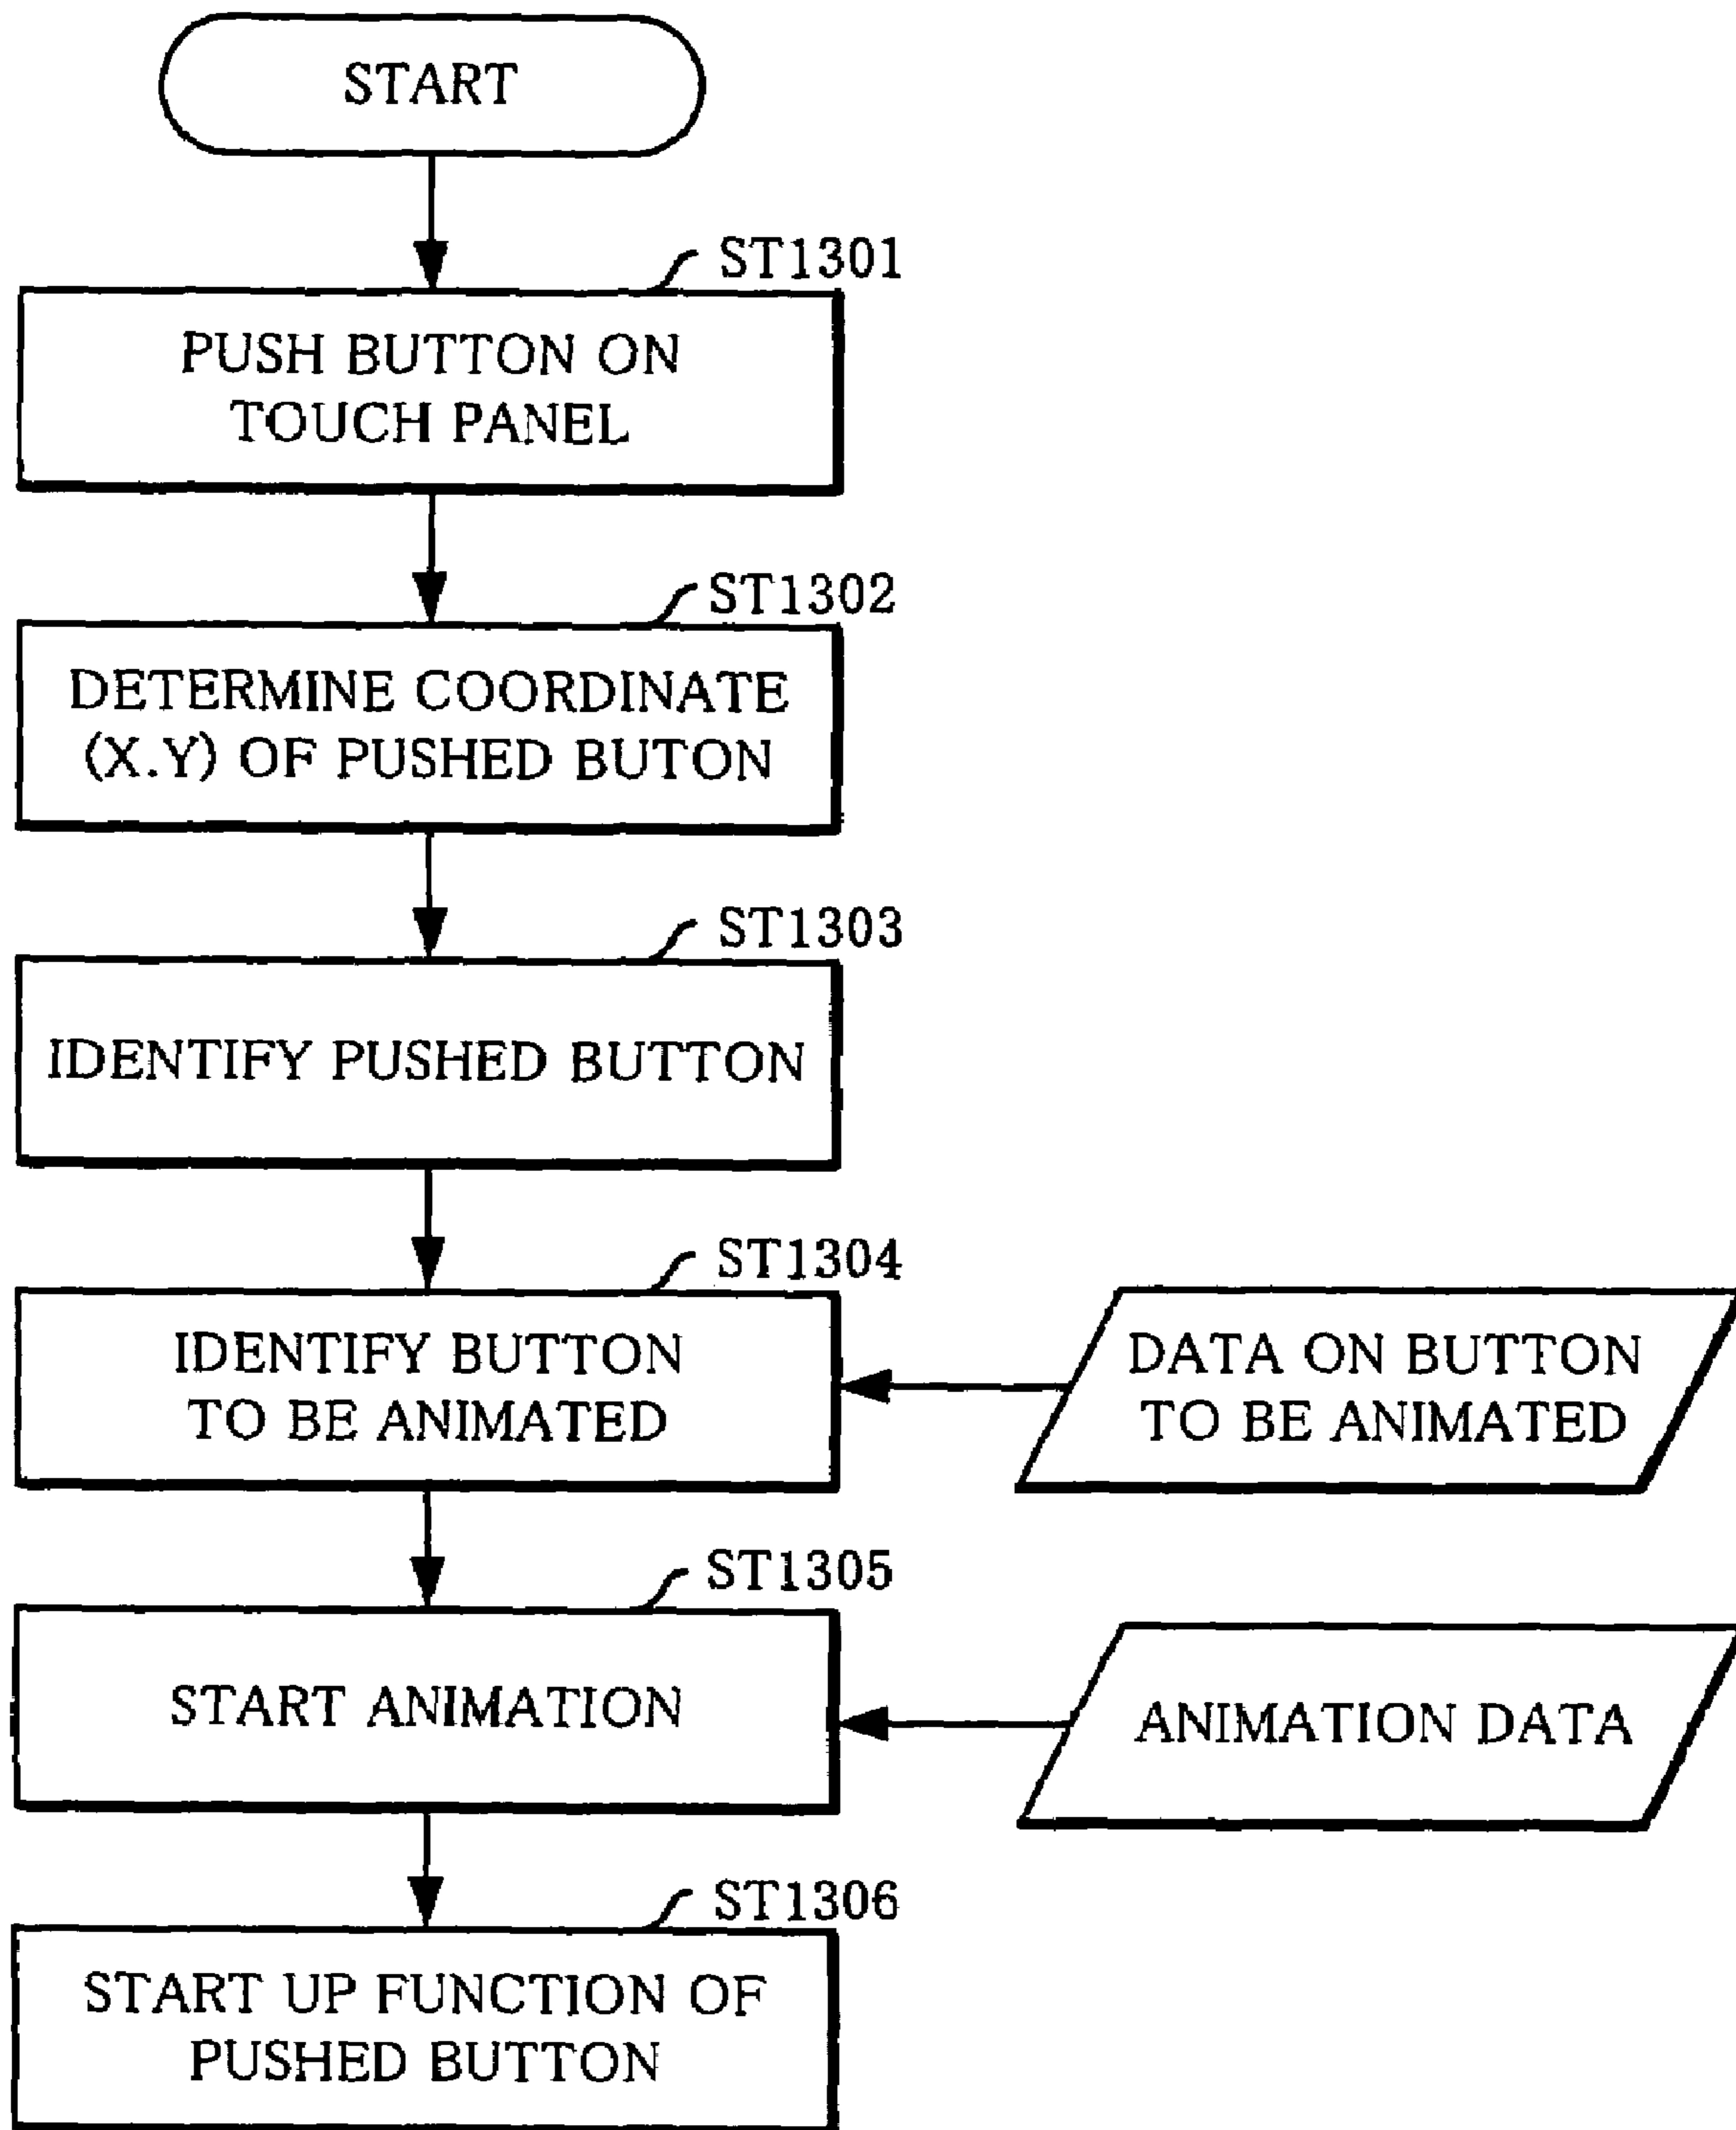 START
ST1301
PUSH BUTTON ON
TOUCH PANEL
ST1302
DETERMINE COORDINATE
(X.Y) OF PUSHED BUTON
ST1303
IDENTIFY PUSHED BUTTON
ST1304
IDENTIFY BUTTON
TO BE ANIMATED
DATA ON BUTTON
TO BE ANIMATED
ST1305
START ANIMATION
ANIMATION DATA
ST1306
START UP FUNCTION OF
PUSHED BUTTON